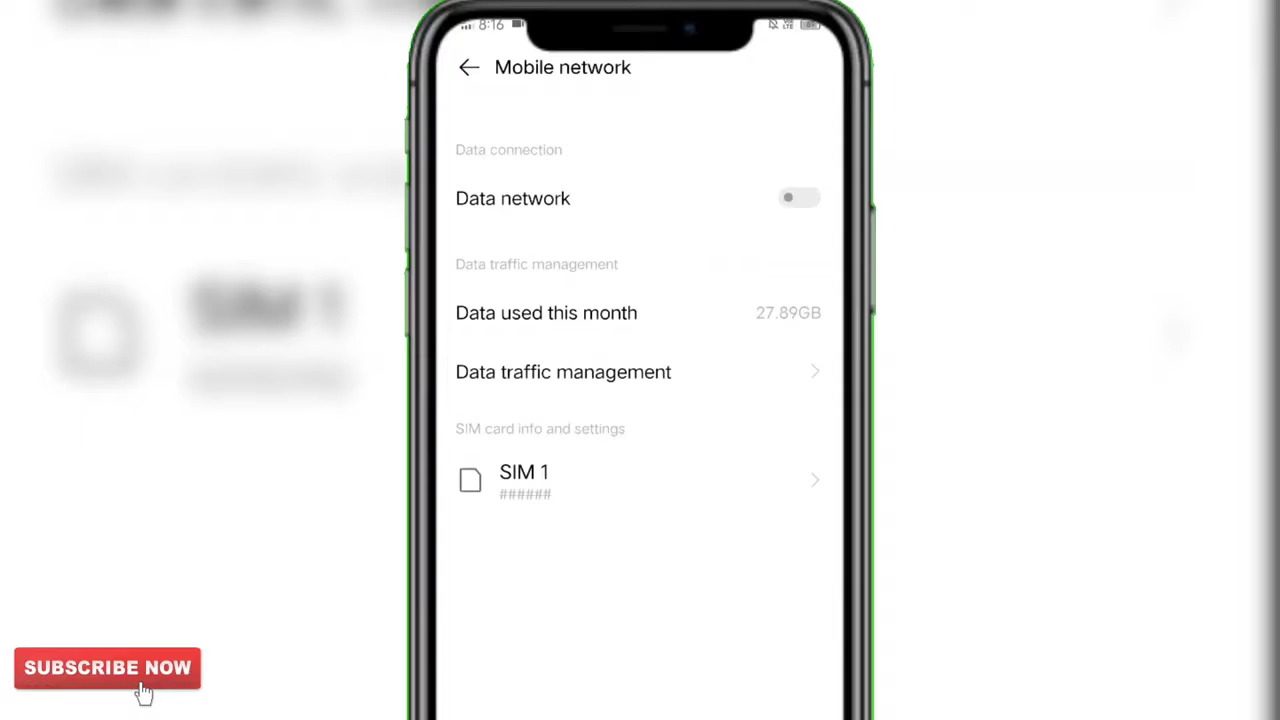 8:16
Mobile network
Data connection
Data network
Data traffic management
Data used this month 27.89GB
Data traffic management
SIM card info and settings
SIM 1
######
SUBSCRIBE NOW